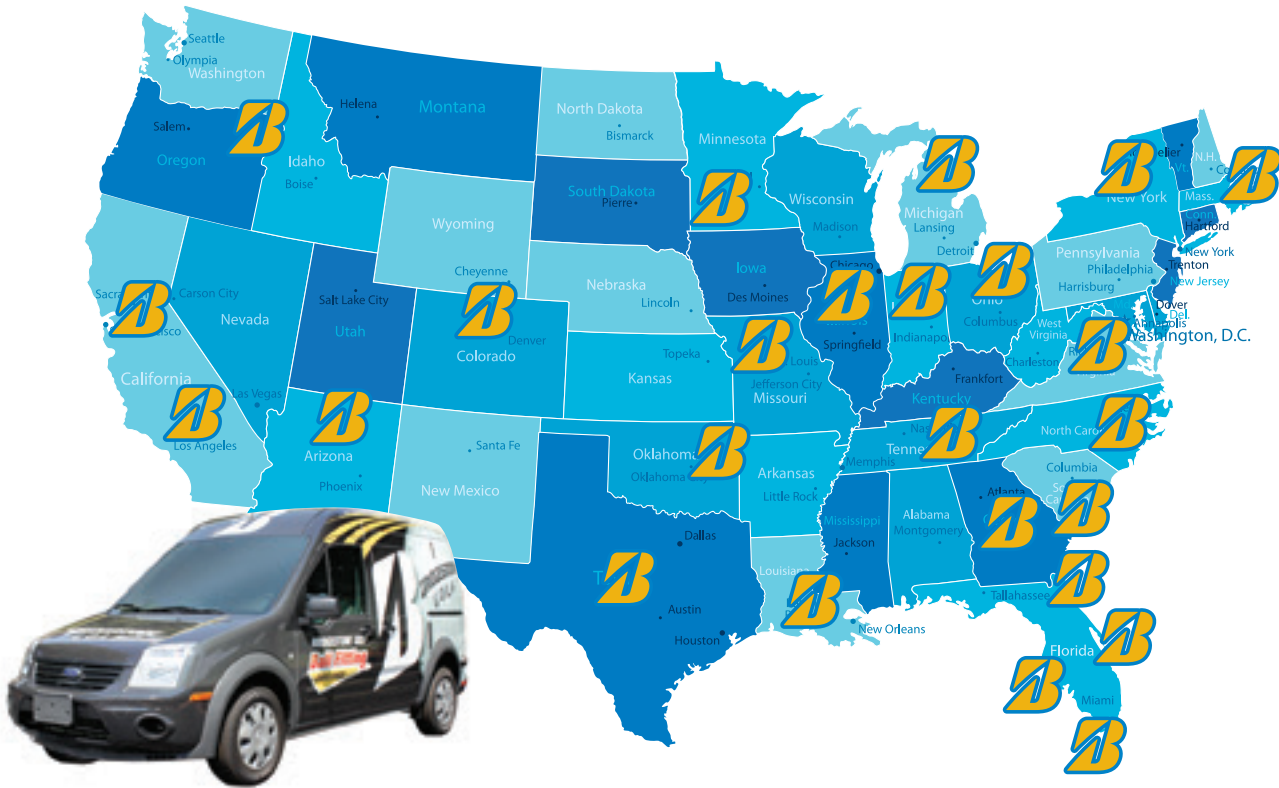 Seattle
Olympia
Washington
Helena
Montana
North Dakota
Bismarck
Minnesota
Salem
Oregon
Idaho
Boise
South Dakota
Pierre
Wisconsin
Madison
Michigan
Lansing
Detroit
N.H.
Vt.
Mass.
New York
Conn.
Hartford
New York
Wyoming
Cheyenne
Nebraska
Lincoln
Iowa
Des Moines
Chicago
Pennsylvania
Philadelphia
Harrisburg
Trenton
New Jersey
Dover
Del.
Washington, D.C.
Carson City
Nevada
Salt Lake City
Utah
Denver
Colorado
Topeka
Kansas
Jefferson City
Missouri
Springfield
Ohio
Columbus
West
Virginia
Charleston
Frankfort
Kentucky
California
Las Vegas
Los Angeles
Arizona
Phoenix
Santa Fe
New Mexico
Oklahoma
Arkansas
Little Rock
Memphis
Columbia
Atlanta
Alabama
Montgomery
Mississippi
Jackson
Dallas
Austin
Houston
Louisiana
New Orleans
Tallahassee
Florida
Miami